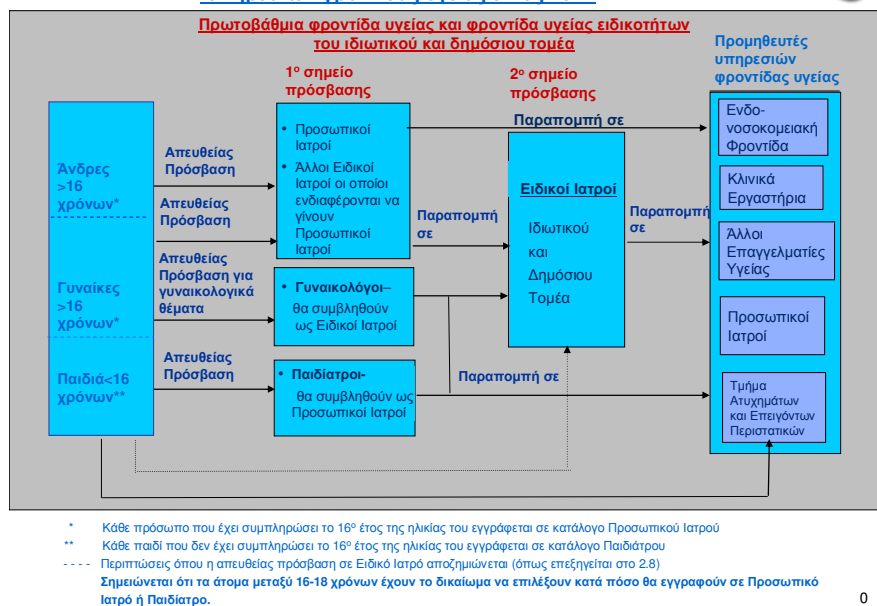 Πρωτοβάθμια φροντίδα υγείας και φροντίδα υγείας ειδικοτήτων
του ιδιωτικού και δημόσιου τομέα
Προμηθευτές
υπηρεσιών
φροντίδας υγείας
1ο σημείο
πρόσβασης
2ο σημείο
πρόσβασης
Άνδρες
>16
χρόνων*
Γυναίκες
>16
χρόνων*
Παιδιά<16
χρόνων**
Απευθείας
Πρόσβαση
Απευθείας
Πρόσβαση
Απευθείας
Πρόσβαση για
γυναικολογικά
θέματα
Απευθείας
Πρόσβαση
• Προσωπικοί
Ιατροί
• Άλλοι Ειδικοί
Ιατροί οι οποίοι
ενδιαφέρονται να
γίνουν
Προσωπικοί
Ιατροί
• Γυναικολόγοι–
θα συμβληθούν
ως Ειδικοί Ιατροί
• Παιδίατροι-
θα συμβληθούν ως
Προσωπικοί Ιατροί
Παραπομπή σε
Παραπομπή
σε
Παραπομπή σε
Ειδικοί Ιατροί
Ιδιωτικού
και
Δημόσιου
Τομέα
Παραπομπή
σε
Ενδο-
νοσοκομειακή
Φροντίδα
Κλινικά
Εργαστήρια
Άλλοι
Επαγγελματίες
Υγείας
Προσωπικοί
Ιατροί
Τμήμα
Ατυχημάτων
και Επειγόντων
Περιστατικών
* Κάθε πρόσωπο που έχει συμπληρώσει το 16ο έτος της ηλικίας του εγγράφεται σε κατάλογο Προσωπικού Ιατρού
** Κάθε παιδί που δεν έχει συμπληρώσει το 16ο έτος της ηλικίας του εγγράφεται σε κατάλογο Παιδιάτρου
- - - - Περιπτώσεις όπου η απευθείας πρόσβαση σε Ειδικό Ιατρό αποζημιώνεται (όπως επεξηγείται στο 2.8)
Σημειώνεται ότι τα άτομα μεταξύ 16-18 χρόνων έχουν το δικαίωμα να επιλέξουν κατά πόσο θα εγγραφούν σε Προσωπικό
Ιατρό ή Παιδίατρο.
0